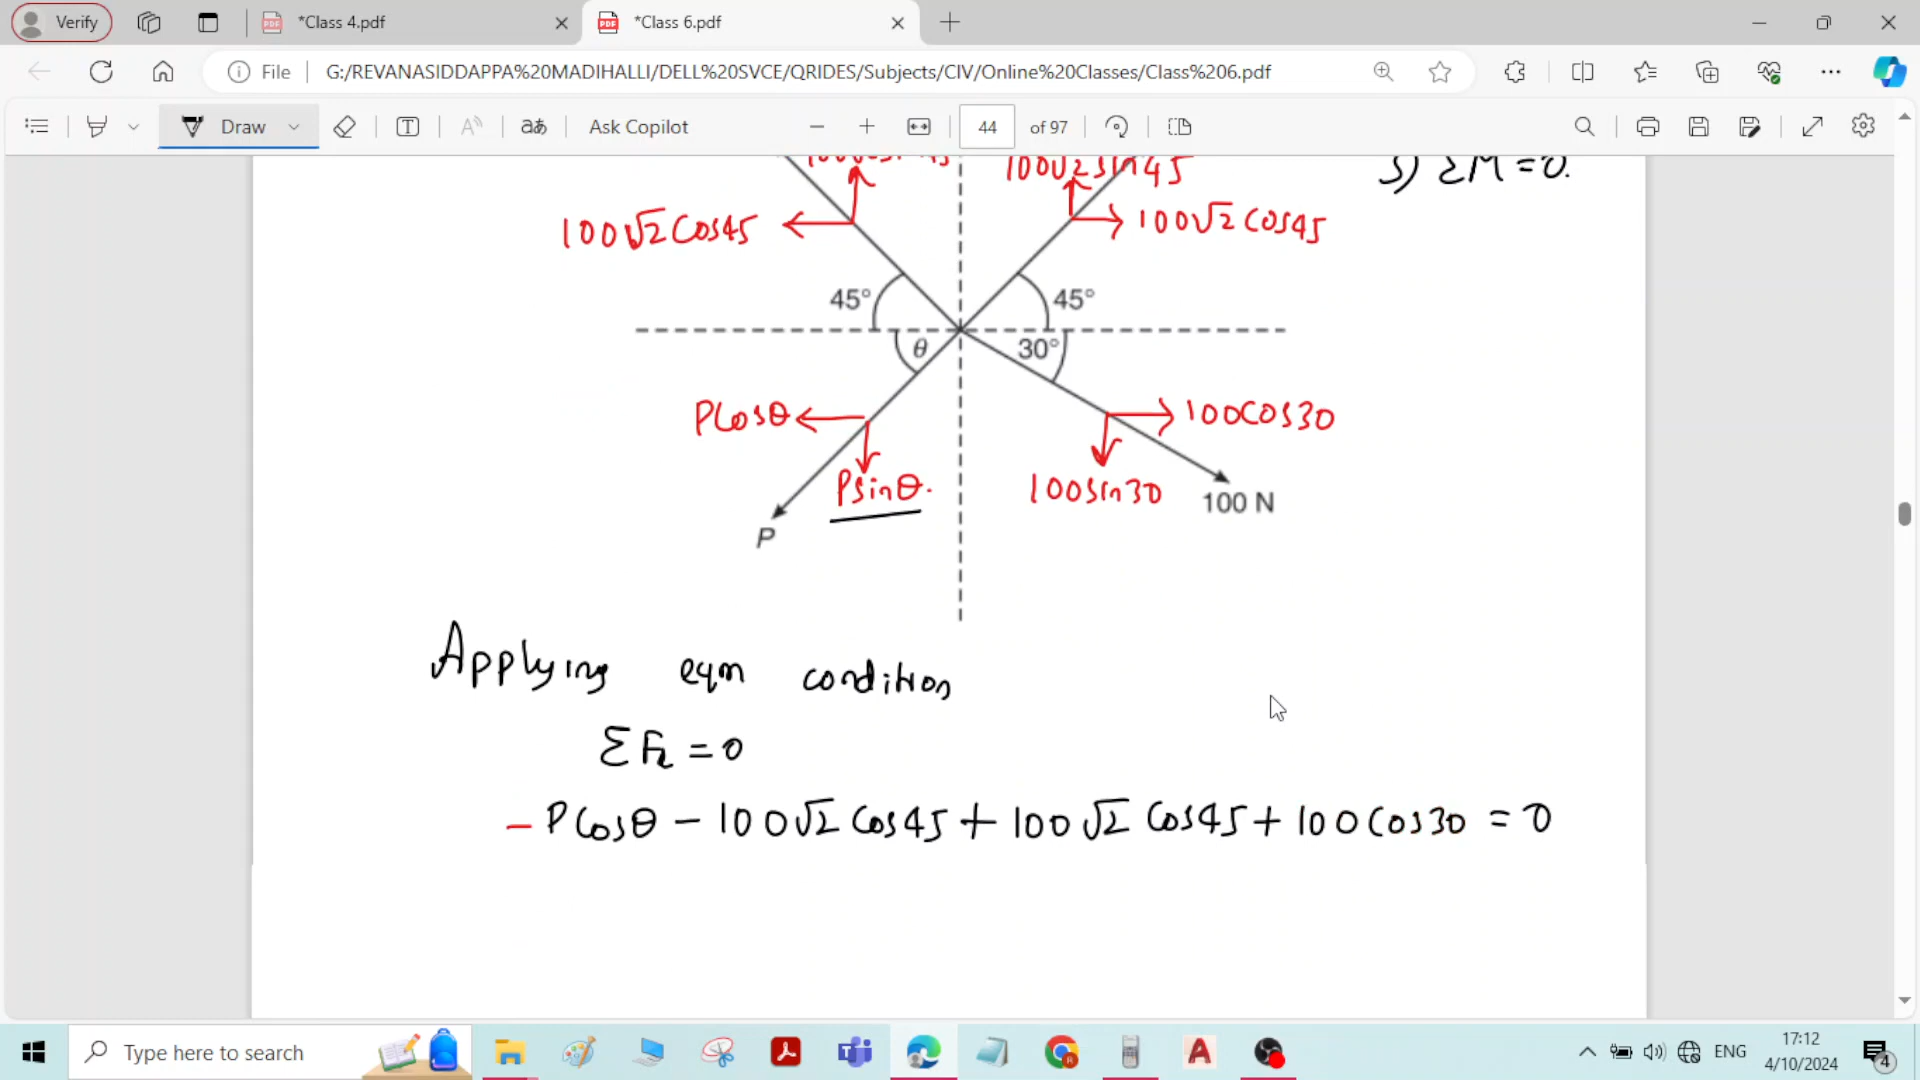 Verify
*Class 4.pdf
*Class 6.pdf
File
G:/REVANASIDDAPPA%20MADIHALLI/DELL%20SVCE/QRIDES/Subjects/CIV/Online%20Classes/Class%206.pdf
Draw
Ask Copilot
44 of 97
100√2 sin45
3) ΣM = 0.
100√2 Cos45
100√2 Cos45
45°
45°
θ
30°
PCosθ
100Cos30
Psinθ.
100sin30
100 N
P
Applying eqm condition
ΣFx = 0
- PCosθ - 100√2 Cos45 + 100√2 Cos45 + 100Cos30 = 0
Type here to search
ENG
17:12
4/10/2024
4